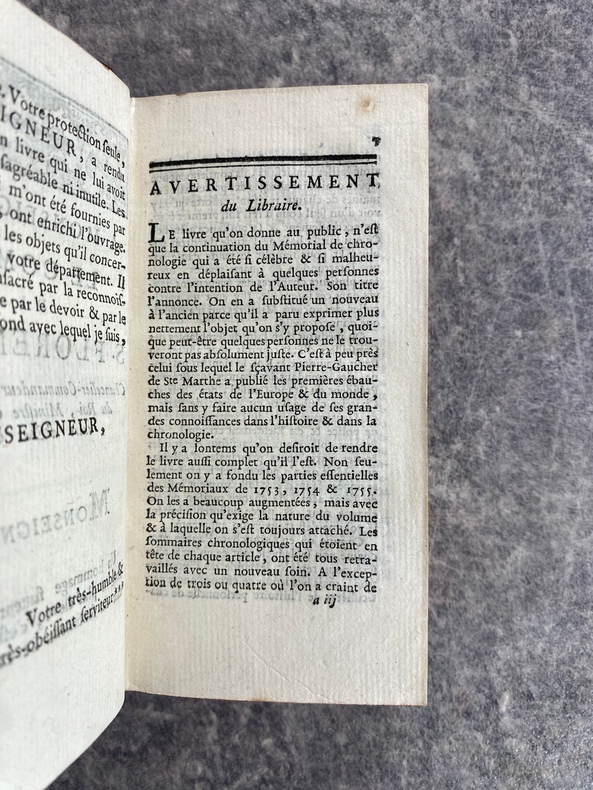 Votre protection seule,
IGNEUR, a rendu
n livre qui ne lui avoit
sagréable ni inutile. Les
m'ont été fournies par
, ont enrichi l'ouvrage.
les objets qu'il concer-
votre département. Il
nsacré par la reconnois-
e par le devoir & par le
ond avec lequel je suis,
SEIGNEUR,
Votre très-humble &
très-obéissant serviteur,***
AVERTISSEMENT
du Libraire.
LE livre qu'on donne au public, n'est
que la continuation du Mémorial de chro-
nologie qui a été si célèbre & si malheu-
reux en déplaisant à quelques personnes
contre l'intention de l'Auteur. Son titre
l'annonce. On en a substitué un nouveau
à l'ancien parce qu'il a paru exprimer plus
nettement l'objet qu'on s'y propose, quoi-
que peut-être quelques personnes ne le trou-
veront pas absolument juste. C'est à peu près
celui sous lequel le sçavant Pierre-Gaucher
de Ste Marthe a publié les premières ébau-
ches des états de l'Europe & du monde,
mais sans y faire aucun usage de ses gran-
des connoissances dans l'histoire & dans la
chronologie.
Il y a lontems qu'on desiroit de rendre
le livre aussi complet qu'il l'est. Non seu-
lement on y a fondu les parties essentielles
des Mémoriaux de 1753, 1754 & 1755.
On les a beaucoup augmentées, mais avec
la précision qu'exige la nature du volume
& à laquelle on s'est toujours attaché. Les
sommaires chronologiques qui étoient en
tête de chaque article, ont été tous retra-
vaillés avec un nouveau soin. A l'excep-
tion de trois ou quatre où l'on a craint de
a iij